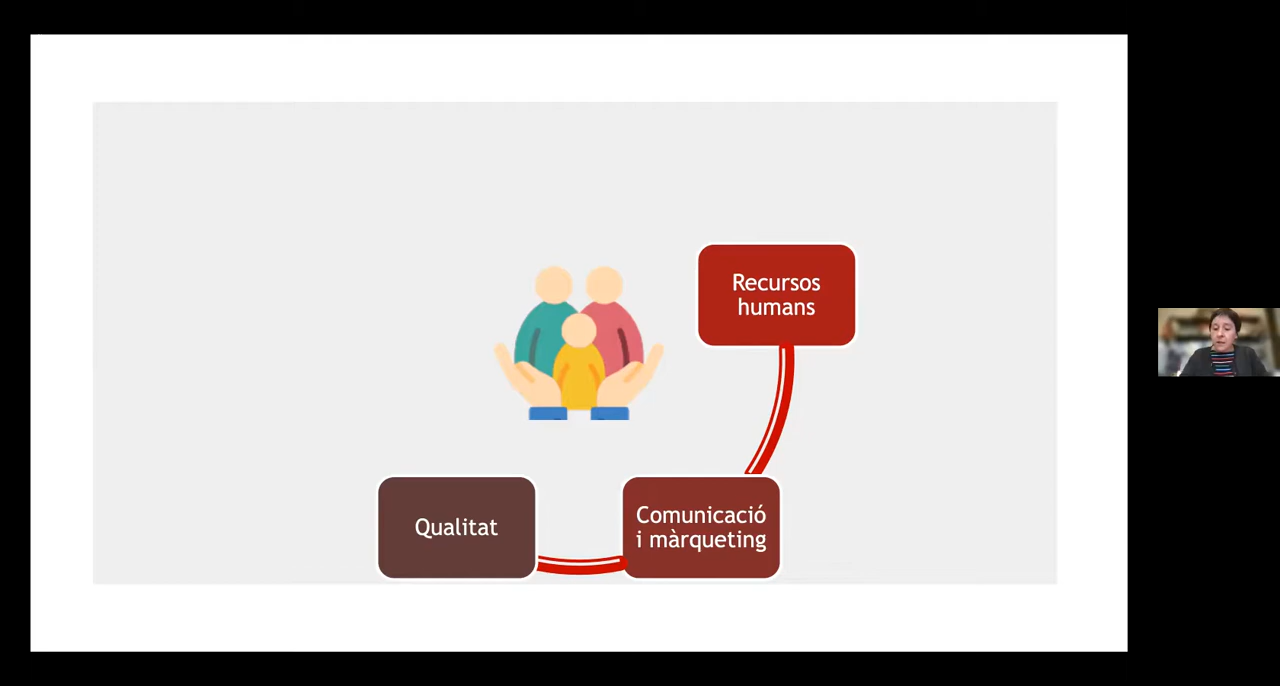 Recursos
humans
Qualitat
Comunicació
i màrqueting